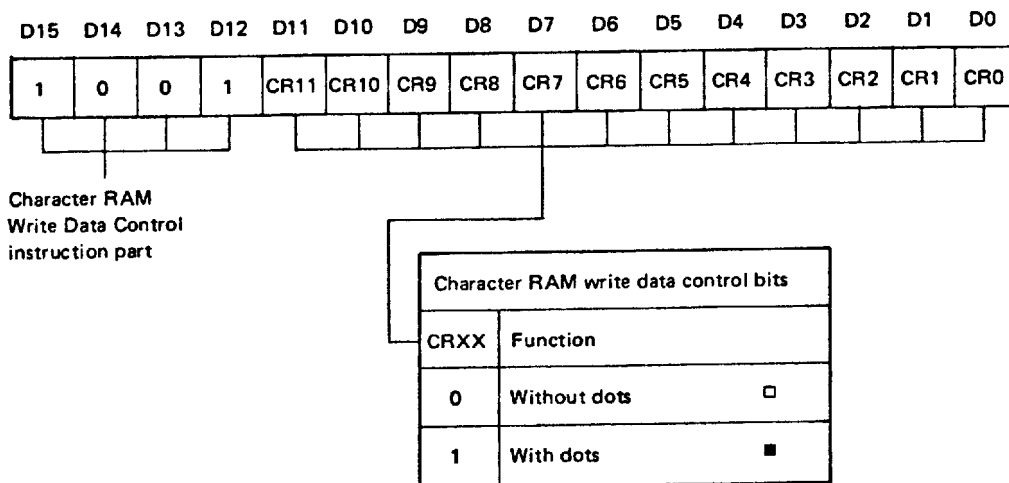 D15 D14 D13 D12 D11 D10 D9 D8 D7 D6 D5 D4 D3 D2 D1 D0
1 0 0 1 CR11 CR10 CR9 CR8 CR7 CR6 CR5 CR4 CR3 CR2 CR1 CR0
Character RAM
Write Data Control
instruction part
Character RAM write data control bits
CRXX Function
0 Without dots □
1 With dots ■